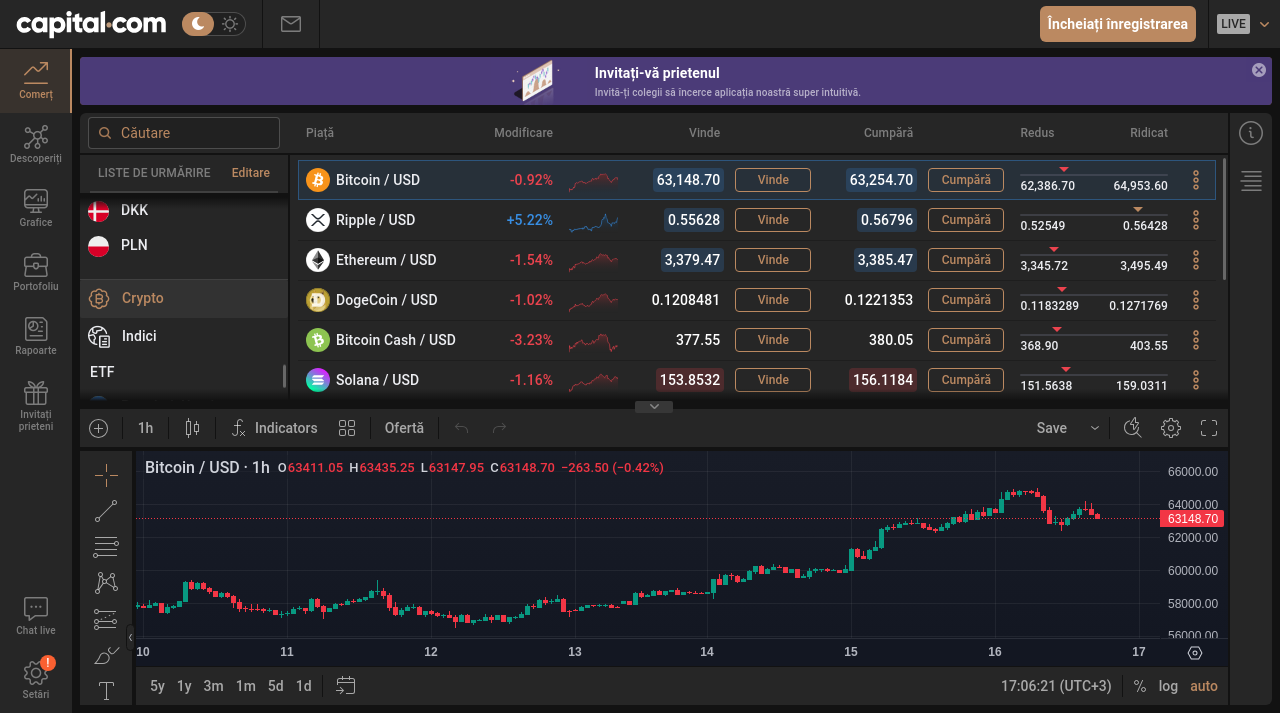 capital.com
Încheiați înregistrarea
LIVE
Comerț
Descoperiți
Grafice
Portofoliu
Rapoarte
Invitați
prieteni
Chat live
!
Setări
Invitați-vă prietenul
Invită-ți colegii să încerce aplicația noastră super intuitivă.
Căutare
Piață Modificare Vinde Cumpără Redus Ridicat
LISTE DE URMĂRIRE Editare
DKK
PLN
Crypto
Indici
ETF
Bitcoin / USD -0.92% 63,148.70 Vinde 63,254.70 Cumpără 62,386.70 64,953.60
Ripple / USD +5.22% 0.55628 Vinde 0.56796 Cumpără 0.52549 0.56428
Ethereum / USD -1.54% 3,379.47 Vinde 3,385.47 Cumpără 3,345.72 3,495.49
DogeCoin / USD -1.02% 0.1208481 Vinde 0.1221353 Cumpără 0.1183289 0.1271769
Bitcoin Cash / USD -3.23% 377.55 Vinde 380.05 Cumpără 368.90 403.55
Solana / USD -1.16% 153.8532 Vinde 156.1184 Cumpără 151.5638 159.0311
1h Indicators Ofertă Save
Bitcoin / USD · 1h O63411.05 H63435.25 L63147.95 C63148.70 −263.50 (−0.42%)
66000.00
64000.00
63148.70
62000.00
60000.00
58000.00
56000.00
10 11 12 13 14 15 16 17
5y 1y 3m 1m 5d 1d 17:06:21 (UTC+3) % log auto